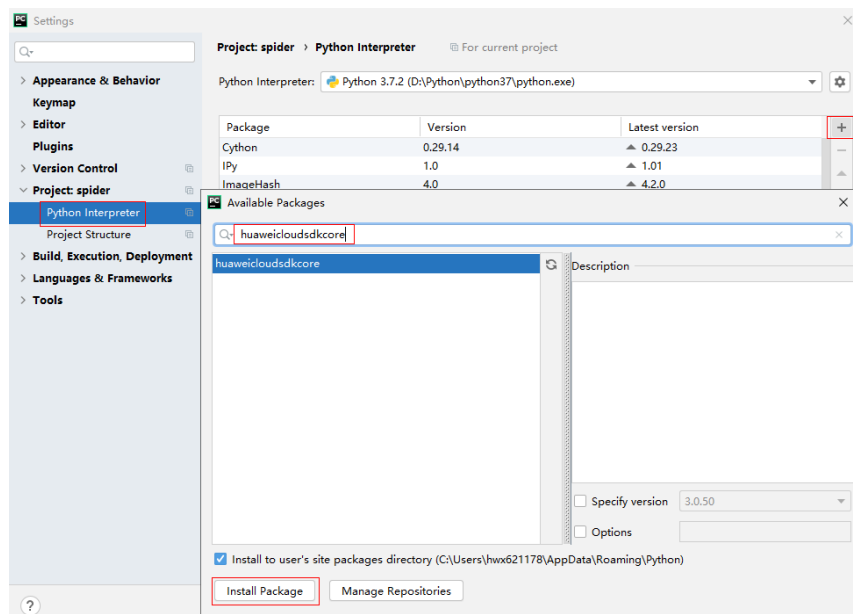 PC Settings
Project: spider › Python Interpreter For current project
Python Interpreter: Python 3.7.2 (D:\Python\python37\python.exe)
Appearance & Behavior
Keymap
Editor
Plugins
Version Control
Project: spider
Python Interpreter
Project Structure
Build, Execution, Deployment
Languages & Frameworks
Tools
Package Version Latest version
Cython 0.29.14 0.29.23
IPy 1.0 1.01
ImageHash 4.0 4.2.0
PC Available Packages
huaweicloudsdkcore
huaweicloudsdkcore
Description
Specify version 3.0.50
Options
Install to user's site packages directory (C:\Users\hwx621178\AppData\Roaming\Python)
Install Package Manage Repositories
?